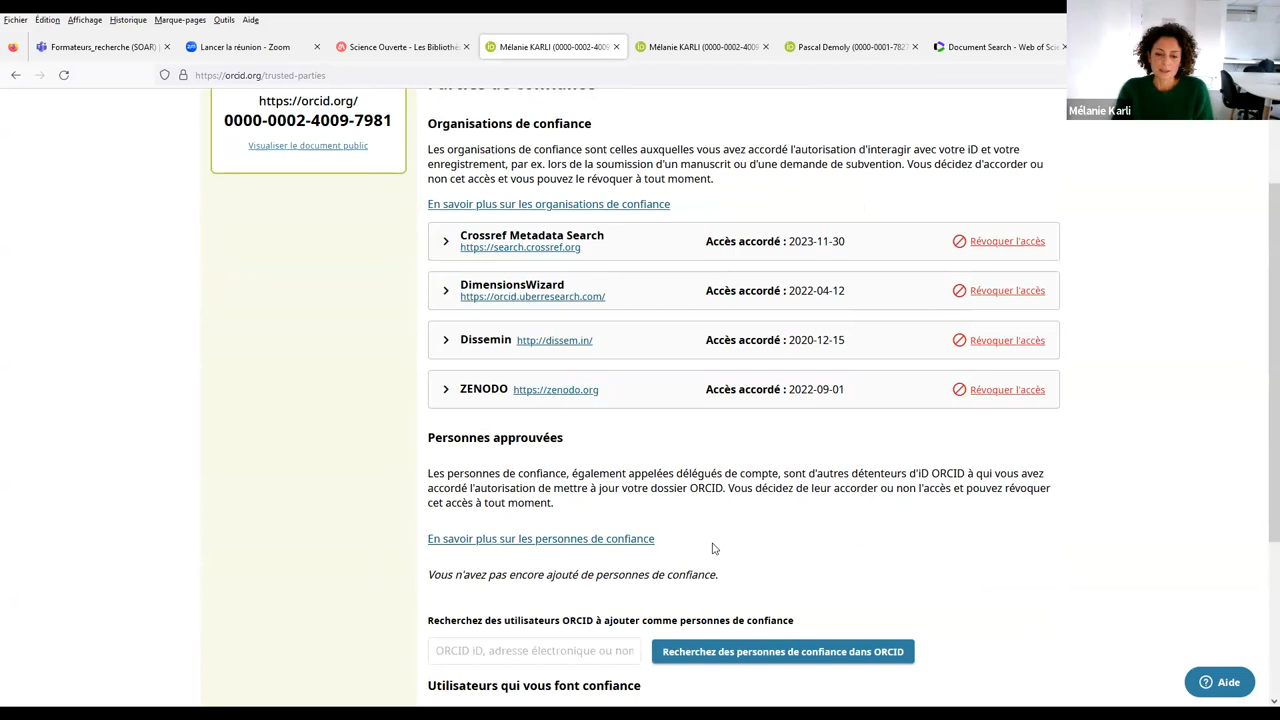 Fichier Édition Affichage Historique Marque-pages Outils Aide
Formateurs_recherche (SOAR)
Lancer la réunion - Zoom
Science Ouverte - Les Bibliothè
Mélanie KARLI (0000-0002-4009
Mélanie KARLI (0000-0002-4009
Pascal Demoly (0000-0001-782
Document Search - Web of Scie
https://orcid.org/trusted-parties
Mélanie Karli
https://orcid.org/
0000-0002-4009-7981
Visualiser le document public
Parties de confiance
Organisations de confiance
Les organisations de confiance sont celles auxquelles vous avez accordé l'autorisation d'interagir avec votre iD et votre
enregistrement, par ex. lors de la soumission d'un manuscrit ou d'une demande de subvention. Vous décidez d'accorder
ou non cet accès et vous pouvez le révoquer à tout moment.
En savoir plus sur les organisations de confiance
Crossref Metadata Search
https://search.crossref.org
Accès accordé : 2023-11-30
Révoquer l'accès
DimensionsWizard
https://orcid.uberresearch.com/
Accès accordé : 2022-04-12
Révoquer l'accès
Dissemin http://dissem.in/
Accès accordé : 2020-12-15
Révoquer l'accès
ZENODO https://zenodo.org
Accès accordé : 2022-09-01
Révoquer l'accès
Personnes approuvées
Les personnes de confiance, également appelées délégués de compte, sont d'autres détenteurs d'iD ORCID à qui vous avez
accordé l'autorisation de mettre à jour votre dossier ORCID. Vous décidez de leur accorder ou non l'accès et pouvez révoquer
cet accès à tout moment.
En savoir plus sur les personnes de confiance
Vous n'avez pas encore ajouté de personnes de confiance.
Recherchez des utilisateurs ORCID à ajouter comme personnes de confiance
ORCID iD, adresse électronique ou nom
Recherchez des personnes de confiance dans ORCID
Utilisateurs qui vous font confiance
Aide